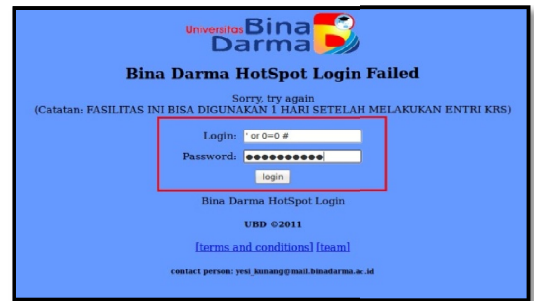 Universitas Bina
Darma
Bina Darma HotSpot Login Failed
Sorry, try again
(Catatan: FASILITAS INI BISA DIGUNAKAN 1 HARI SETELAH MELAKUKAN ENTRI KRS)
Login: ' or 0=0 #
Password: ●●●●●●●●●●
login
Bina Darma HotSpot Login
UBD ©2011
[terms and conditions] [team]
contact person: yesi_kunang@mail.binadarma.ac.id